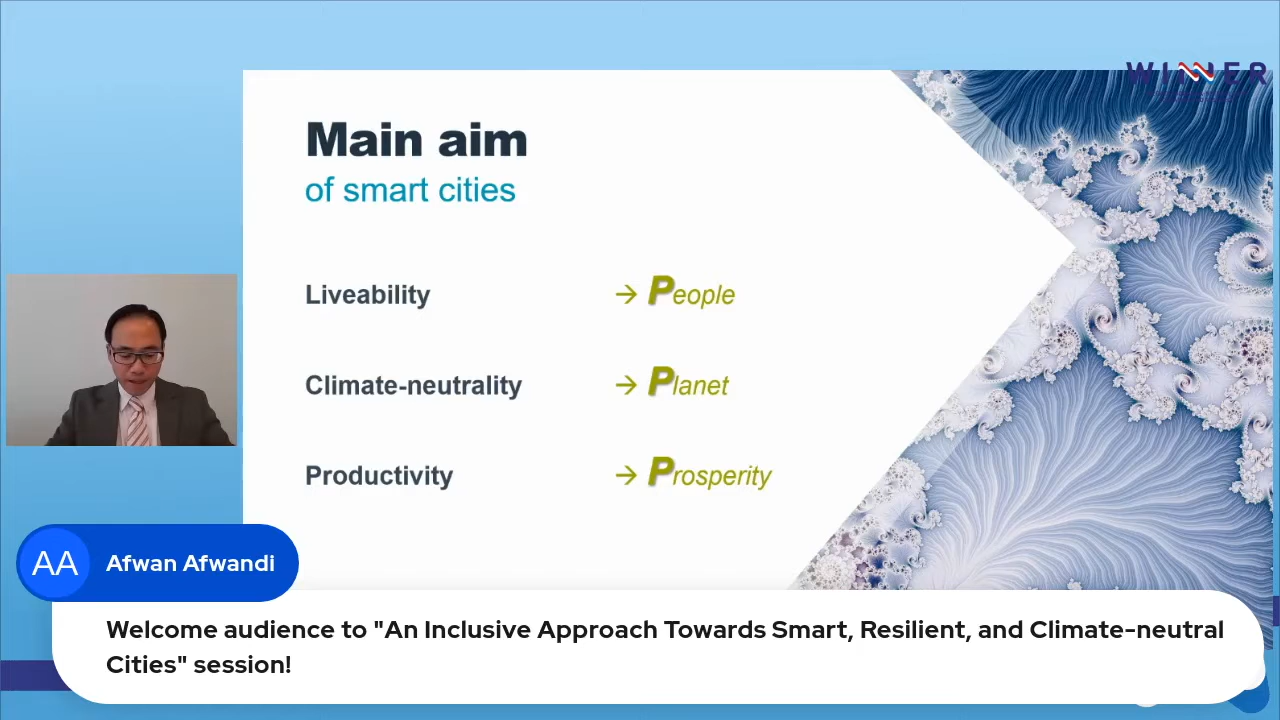 WINNER
Main aim
of smart cities
Liveability → People
Climate-neutrality → Planet
Productivity → Prosperity
AA Afwan Afwandi
Welcome audience to "An Inclusive Approach Towards Smart, Resilient, and Climate-neutral
Cities" session!